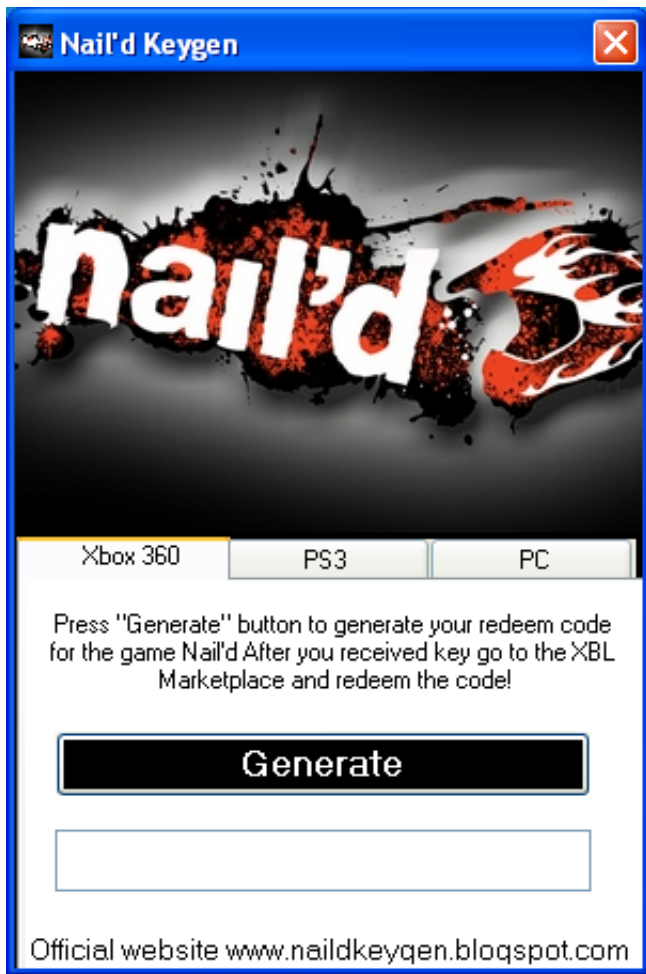 Nail'd Keygen
nail'd
Xbox 360
PS3
PC
Press "Generate" button to generate your redeem code
for the game Nail'd After you received key go to the XBL
Marketplace and redeem the code!
Generate
Official website www.naildkeygen.blogspot.com